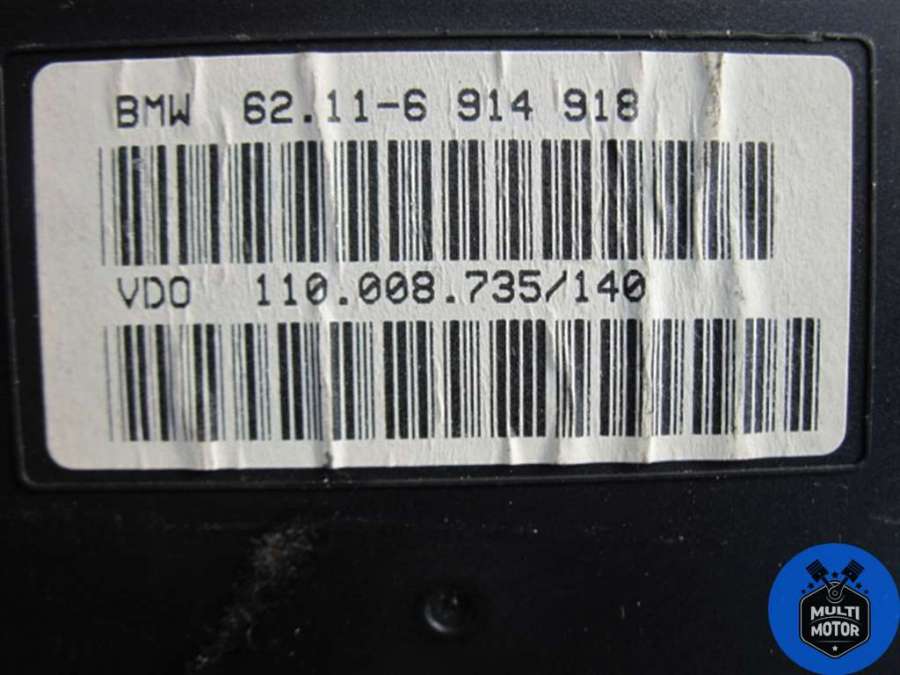 BMW 62.11-6 914 918
VDO 110.008.735/140
MULTI
MOTOR